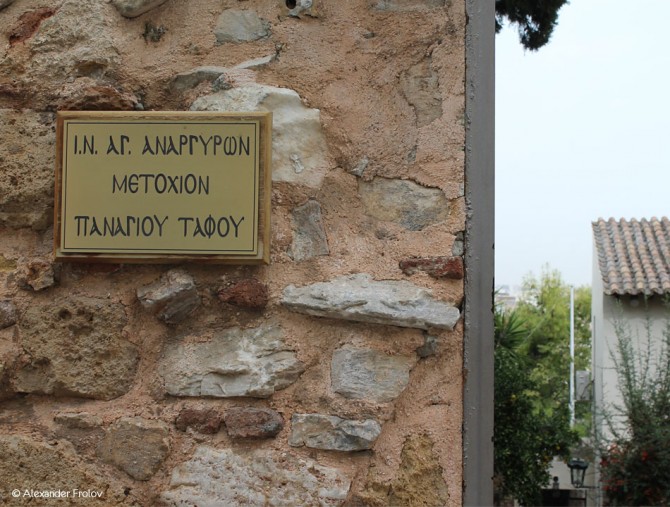 Ι.Ν. ΑΓ. ΑΝΑΡΓΥΡΩΝ
ΜΕΤΟΧΙΟΝ
ΠΑΝΑΓΙΟΥ ΤΑΦΟΥ
© Alexander Frolov